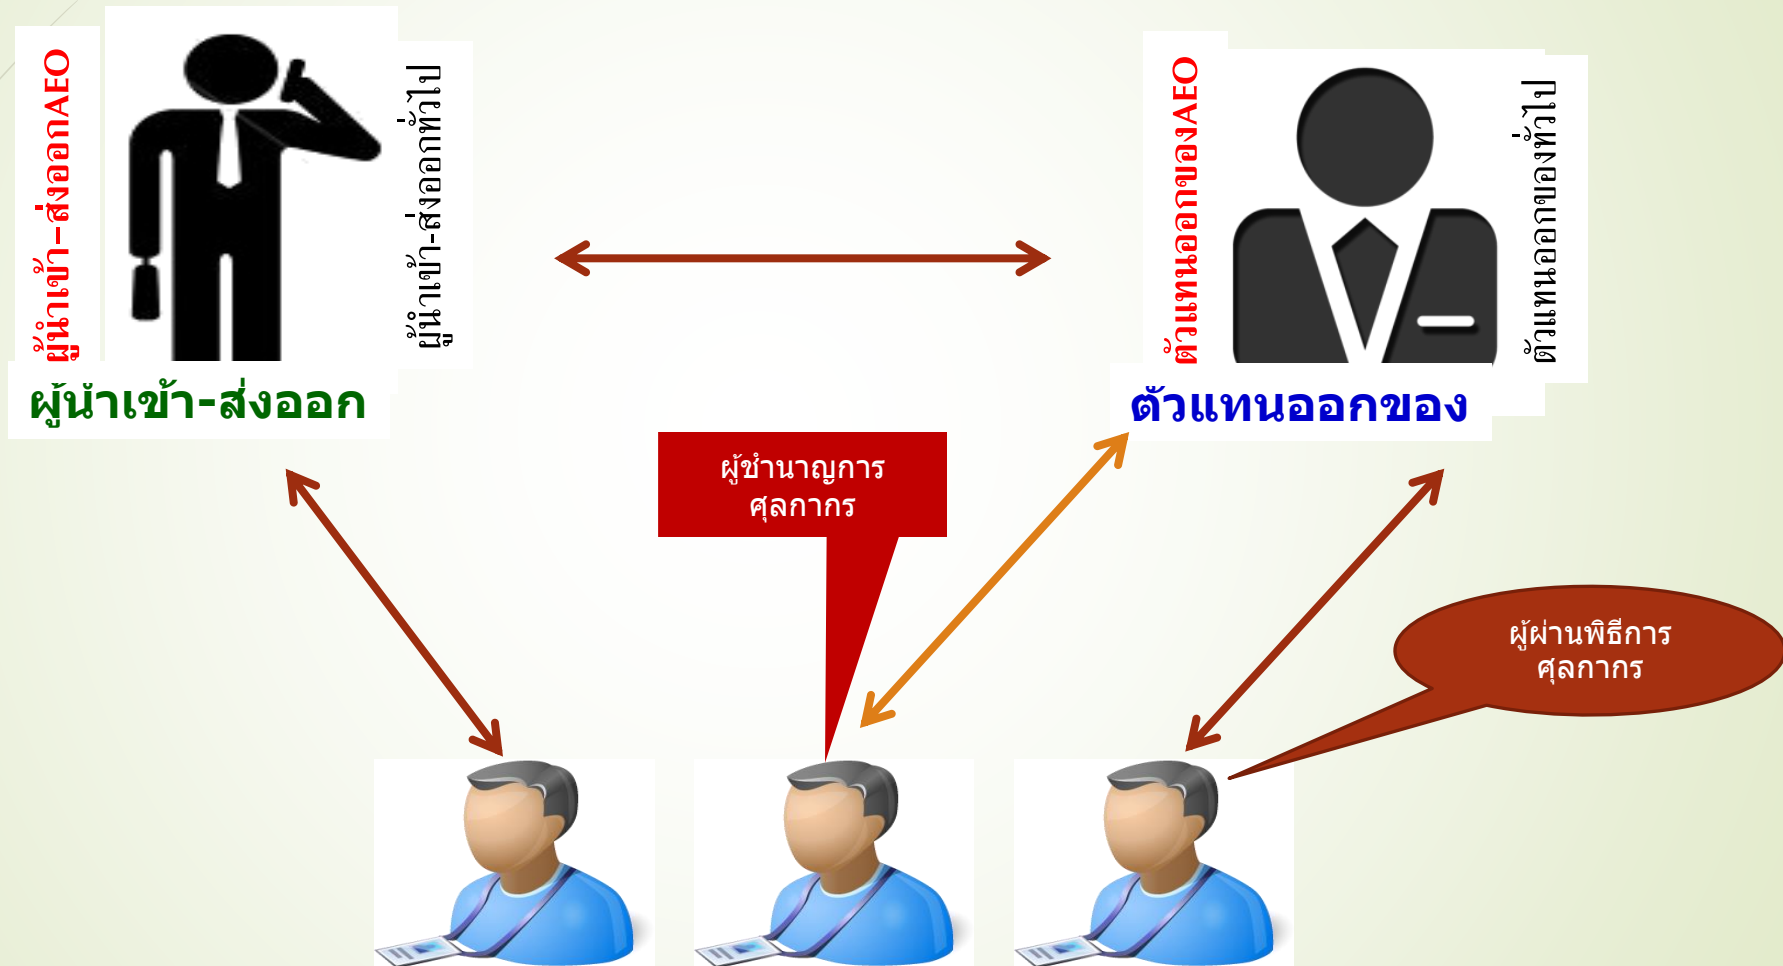 ผู้นำเข้า–ส่งออกAEO
ผู้นำเข้า-ส่งออกทั่วไป
ผู้นำเข้า-ส่งออก
ตัวแทนออกของAEO
ตัวแทนออกของทั่วไป
ตัวแทนออกของ
ผู้ชำนาญการ
ศุลกากร
ผู้ผ่านพิธีการ
ศุลกากร